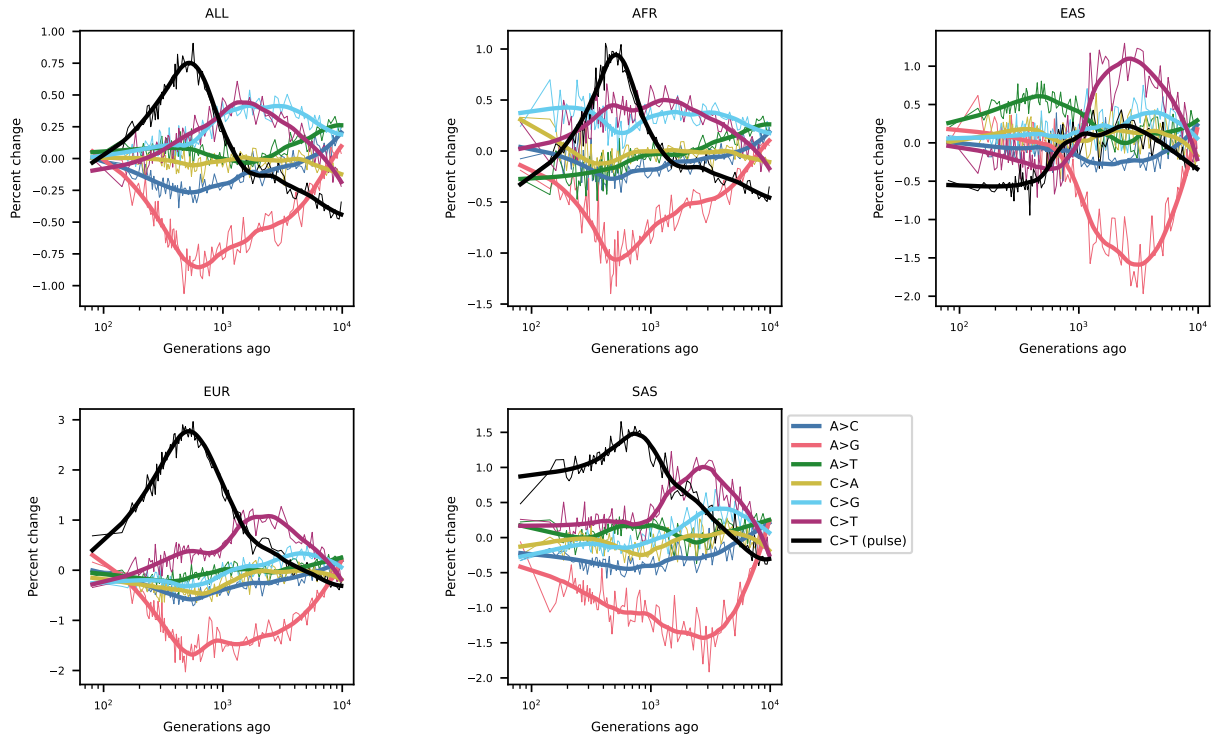 ALL
Percent change
1.00
0.75
0.50
0.25
0.00
−0.25
−0.50
−0.75
−1.00
10²
10³
10⁴
Generations ago
AFR
Percent change
1.0
0.5
0.0
−0.5
−1.0
−1.5
10²
10³
10⁴
Generations ago
EAS
Percent change
1.0
0.5
0.0
−0.5
−1.0
−1.5
−2.0
10²
10³
10⁴
Generations ago
EUR
Percent change
3
2
1
0
−1
−2
10²
10³
10⁴
Generations ago
SAS
Percent change
1.5
1.0
0.5
0.0
−0.5
−1.0
−1.5
−2.0
10²
10³
10⁴
Generations ago
A>C
A>G
A>T
C>A
C>G
C>T
C>T (pulse)